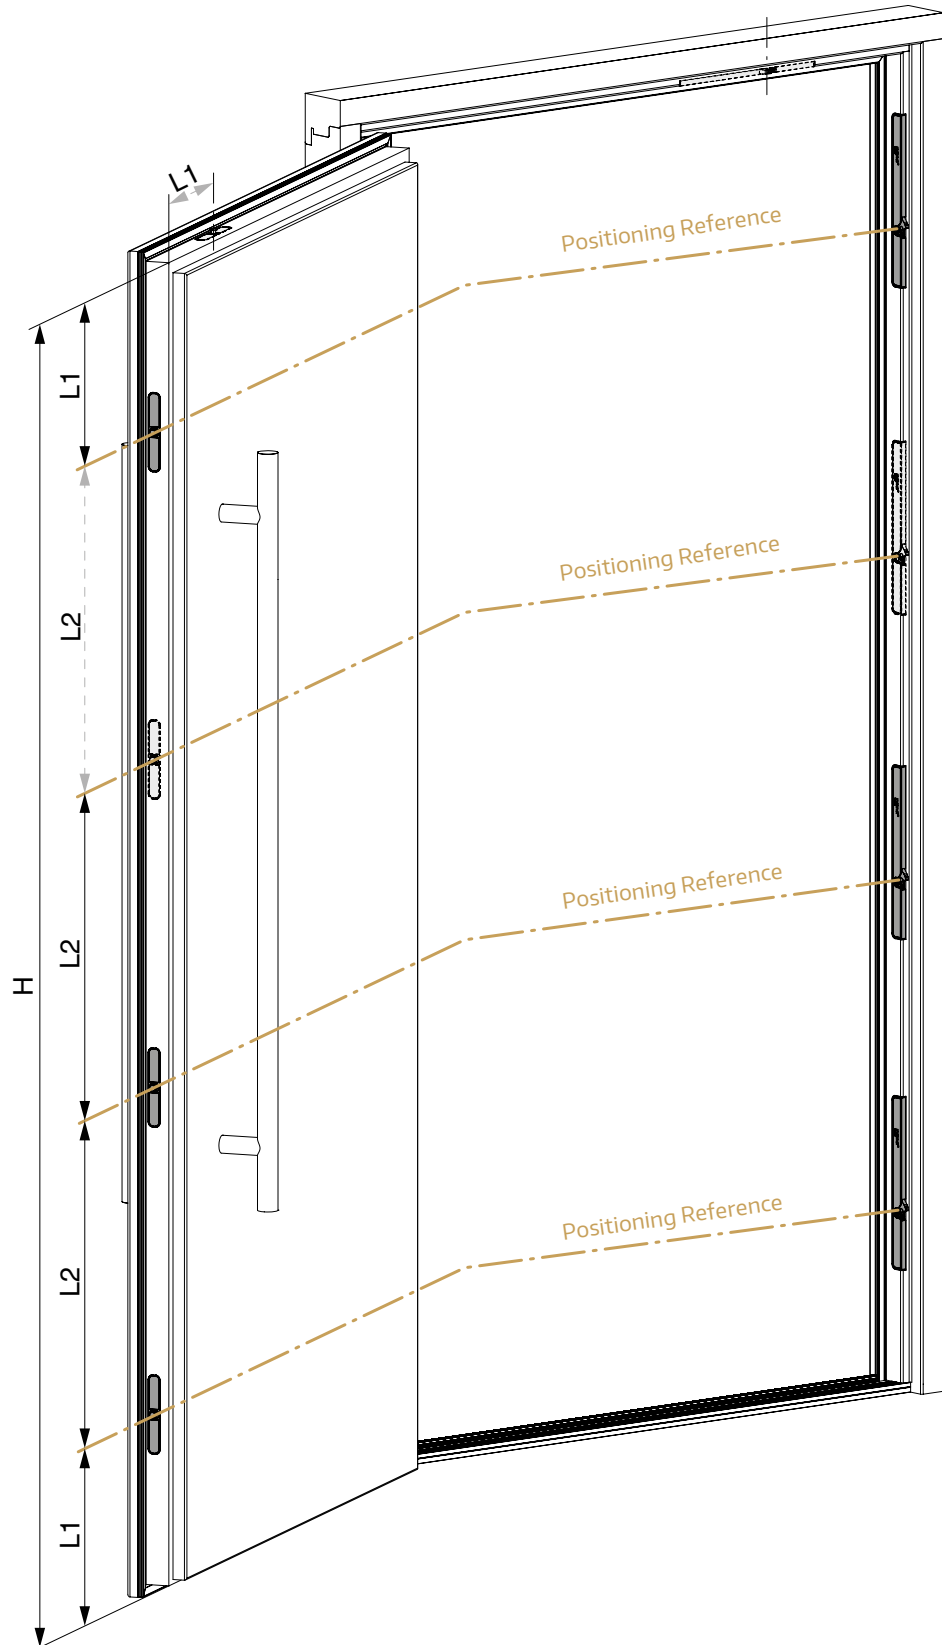 L1
Positioning Reference
L1
Positioning Reference
L2
Positioning Reference
L2
H
Positioning Reference
L2
L1